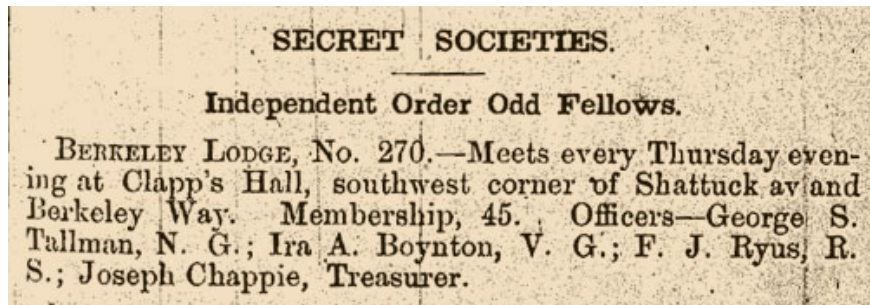 SECRET SOCIETIES.
Independent Order Odd Fellows.
BERKELEY LODGE, No. 270.—Meets every Thursday even-
ing at Clapp's Hall, southwest corner of Shattuck av and
Berkeley Way. Membership, 45. Officers—George S.
Tallman, N. G.; Ira A. Boynton, V. G.; F. J. Ryus, R.
S.; Joseph Chappie, Treasurer.